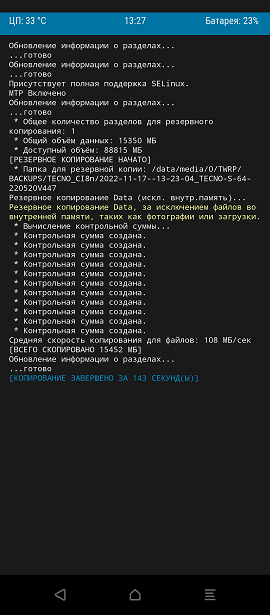 ЦП: 33 °C 13:27 Батарея: 23%
Обновление информации о разделах...
...готово
Обновление информации о разделах...
...готово
Присутствует полная поддержка SELinux.
MTP Включено
Обновление информации о разделах...
...готово
* Общее количество разделов для резервного
копирования: 1
* Общий объём данных: 15350 МБ
* Доступный объём: 88815 МБ
[РЕЗЕРВНОЕ КОПИРОВАНИЕ НАЧАТО]
* Папка для резервной копии: /data/media/0/TWRP/
BACKUPS/TECNO_CI8n/2022-11-17--13-23-04_TECNO-S-64-
220520V447
Резервное копирование Data (искл. внутр.память)...
Резервное копирование Data, за исключением файлов во
внутренней памяти, таких как фотографии или загрузки.
* Вычисление контрольной суммы...
* Контрольная сумма создана.
* Контрольная сумма создана.
* Контрольная сумма создана.
* Контрольная сумма создана.
* Контрольная сумма создана.
* Контрольная сумма создана.
* Контрольная сумма создана.
* Контрольная сумма создана.
* Контрольная сумма создана.
* Контрольная сумма создана.
* Контрольная сумма создана.
Средняя скорость копирования для файлов: 108 МБ/сек
[ВСЕГО СКОПИРОВАНО 15452 МБ]
Обновление информации о разделах...
...готово
[КОПИРОВАНИЕ ЗАВЕРШЕНО ЗА 143 СЕКУНД(Ы)]